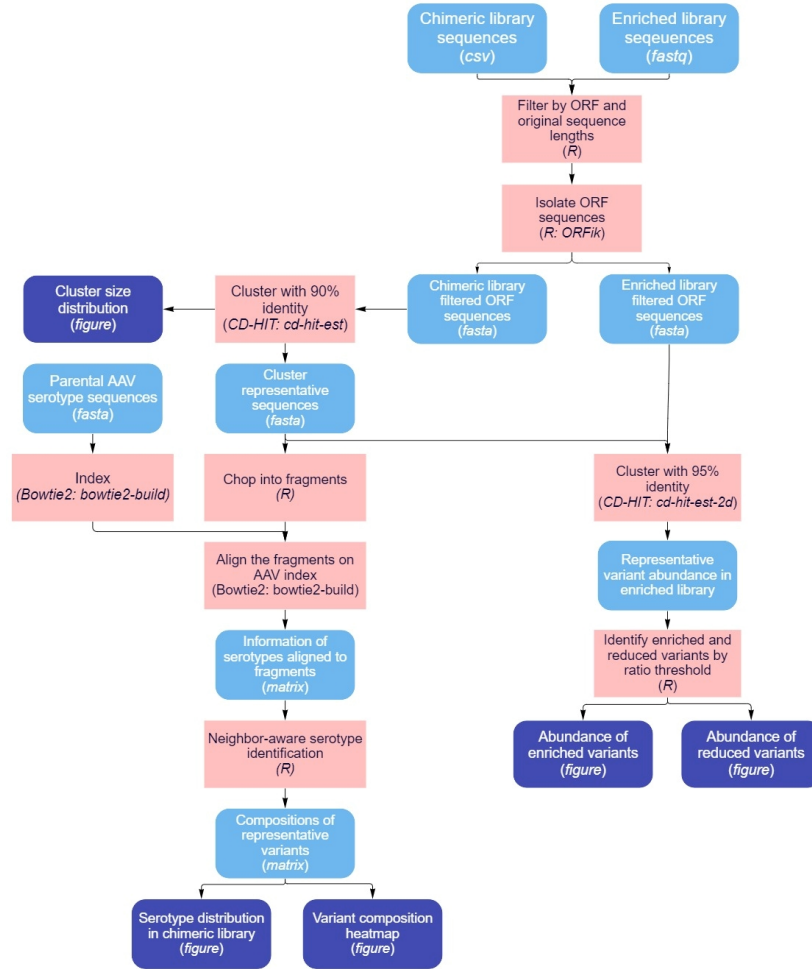 Chimeric library
sequences
(csv)
Enriched library
seqeuences
(fastq)
Filter by ORF and
original sequence
lengths
(R)
Isolate ORF
sequences
(R: ORFik)
Cluster size
distribution
(figure)
Cluster with 90%
identity
(CD-HIT: cd-hit-est)
Chimeric library
filtered ORF
sequences
(fasta)
Enriched library
filtered ORF
sequences
(fasta)
Parental AAV
serotype sequences
(fasta)
Cluster
representative
sequences
(fasta)
Index
(Bowtie2: bowtie2-build)
Chop into fragments
(R)
Cluster with 95%
identity
(CD-HIT: cd-hit-est-2d)
Align the fragments on
AAV index
(Bowtie2: bowtie2-build)
Representative
variant abundance in
enriched library
Information of
serotypes aligned to
fragments
(matrix)
Identify enriched and
reduced variants by
ratio threshold
(R)
Neighbor-aware serotype
identification
(R)
Abundance of
enriched variants
(figure)
Abundance of
reduced variants
(figure)
Compositions of
representative
variants
(matrix)
Serotype distribution
in chimeric library
(figure)
Variant composition
heatmap
(figure)